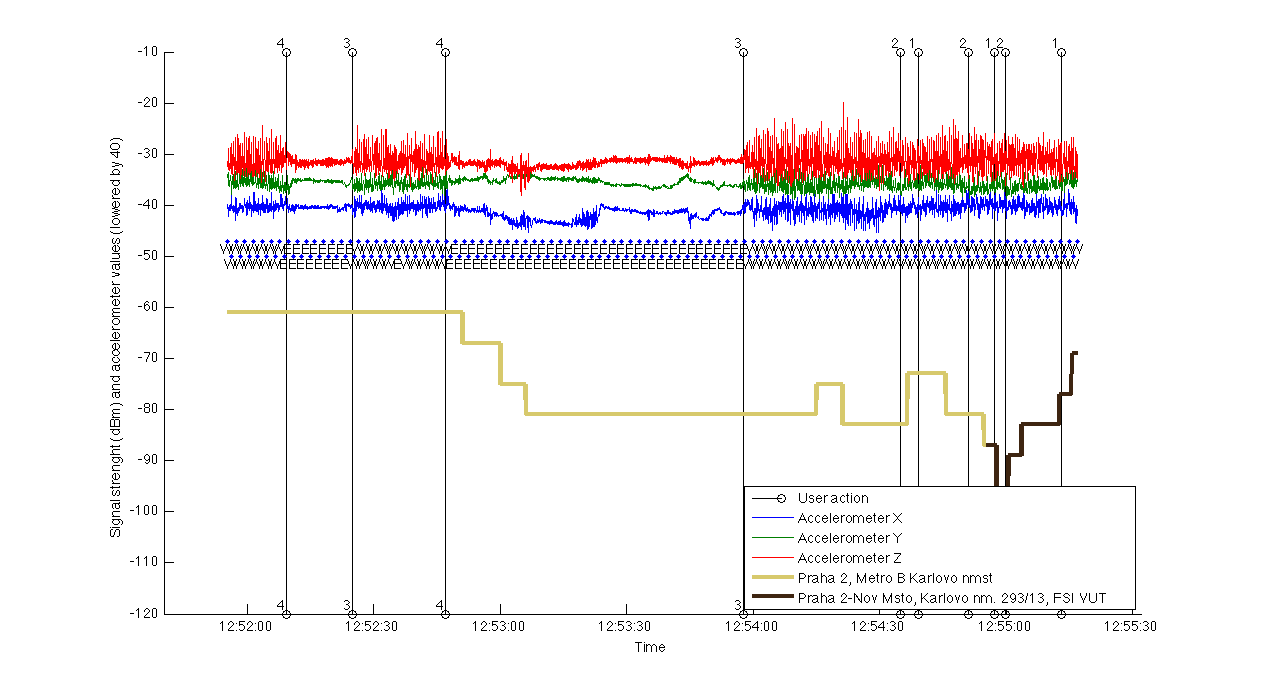 4 3 4 3 2 1 2 1 2 1
-10
-20
-30
-40
-50
-60
-70
-80
-90
-100
-110
-120
Signal strenght (dBm) and accelerometer values (lowered by 40)
User action
Accelerometer X
Accelerometer Y
Accelerometer Z
Praha 2, Metro B Karlovo nmst
Praha 2-Nov Msto, Karlovo nm. 293/13, FSI VUT
4 3 4 3
12:52:00 12:52:30 12:53:00 12:53:30 12:54:00 12:54:30 12:55:00 12:55:30
Time